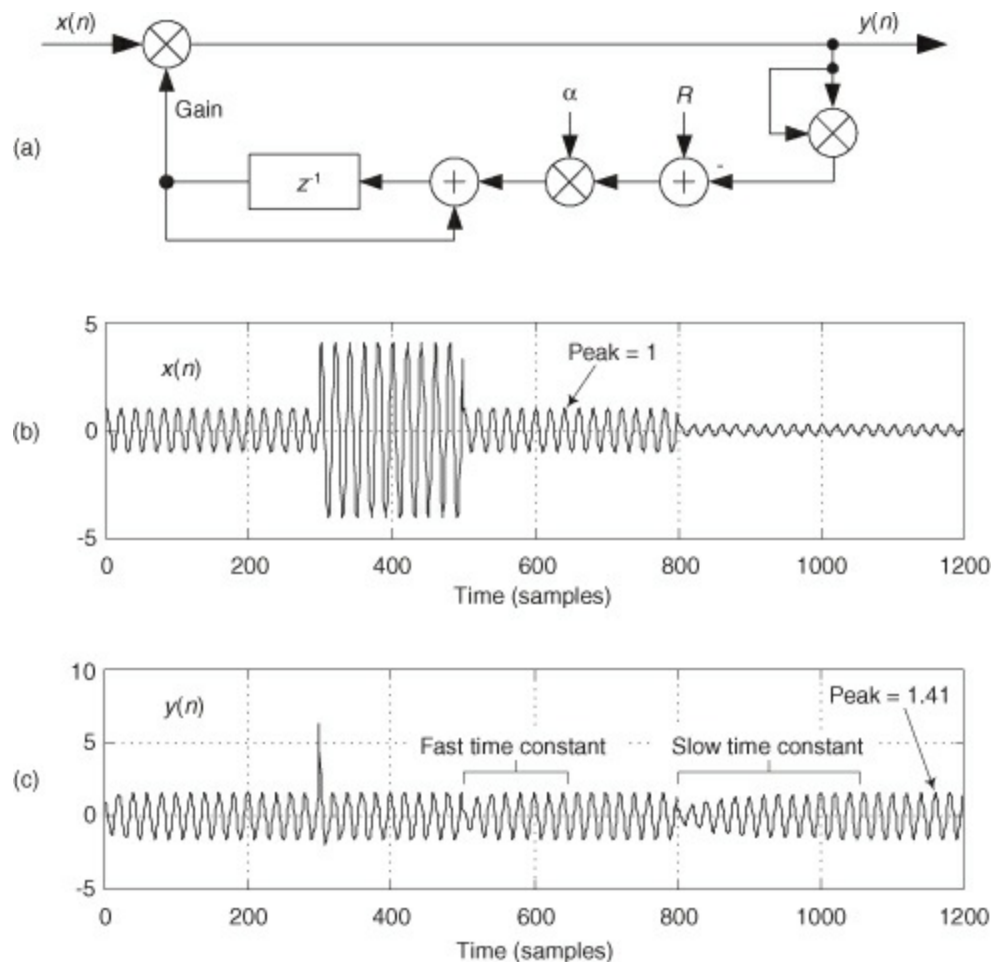 x(n)
y(n)
Gain
α
R
(a)
z-1
+
+
-
5
x(n)
Peak = 1
(b)
0
-5
0
200
400
600
800
1000
1200
Time (samples)
10
y(n)
Peak = 1.41
5
Fast time constant
Slow time constant
(c)
0
-5
0
200
400
600
800
1000
1200
Time (samples)